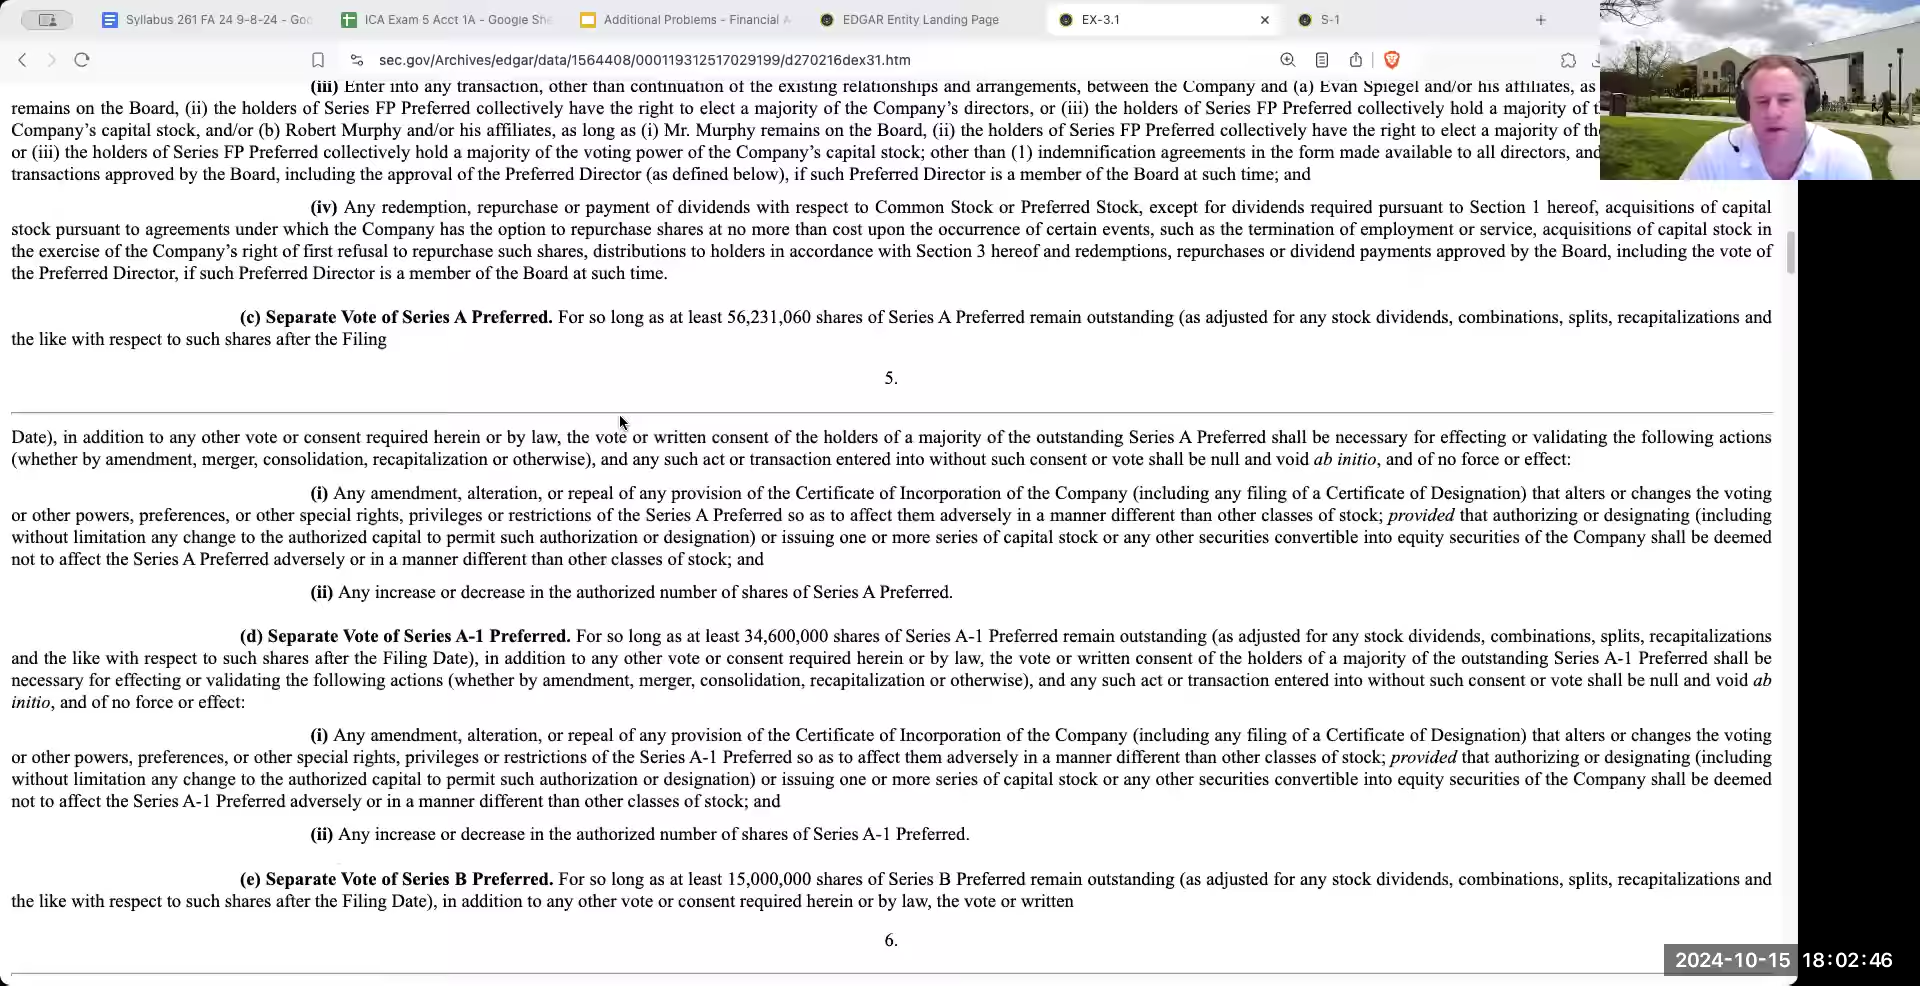 Syllabus 261 FA 24 9-8-24 - Goo
ICA Exam 5 Acct 1A - Google She
Additional Problems - Financial A
EDGAR Entity Landing Page
EX-3.1
S-1
sec.gov/Archives/edgar/data/1564408/000119312517029199/d270216dex31.htm
(iii) Enter into any transaction, other than continuation of the existing relationships and arrangements, between the Company and (a) Evan Spiegel and/or his affiliates, as
remains on the Board, (ii) the holders of Series FP Preferred collectively have the right to elect a majority of the Company’s directors, or (iii) the holders of Series FP Preferred collectively hold a majority of t
Company’s capital stock, and/or (b) Robert Murphy and/or his affiliates, as long as (i) Mr. Murphy remains on the Board, (ii) the holders of Series FP Preferred collectively have the right to elect a majority of the
or (iii) the holders of Series FP Preferred collectively hold a majority of the voting power of the Company’s capital stock; other than (1) indemnification agreements in the form made available to all directors, and
transactions approved by the Board, including the approval of the Preferred Director (as defined below), if such Preferred Director is a member of the Board at such time; and
(iv) Any redemption, repurchase or payment of dividends with respect to Common Stock or Preferred Stock, except for dividends required pursuant to Section 1 hereof, acquisitions of capital
stock pursuant to agreements under which the Company has the option to repurchase shares at no more than cost upon the occurrence of certain events, such as the termination of employment or service, acquisitions of capital stock in
the exercise of the Company’s right of first refusal to repurchase such shares, distributions to holders in accordance with Section 3 hereof and redemptions, repurchases or dividend payments approved by the Board, including the vote of
the Preferred Director, if such Preferred Director is a member of the Board at such time.
(c) Separate Vote of Series A Preferred. For so long as at least 56,231,060 shares of Series A Preferred remain outstanding (as adjusted for any stock dividends, combinations, splits, recapitalizations and
the like with respect to such shares after the Filing
5.
Date), in addition to any other vote or consent required herein or by law, the vote or written consent of the holders of a majority of the outstanding Series A Preferred shall be necessary for effecting or validating the following actions
(whether by amendment, merger, consolidation, recapitalization or otherwise), and any such act or transaction entered into without such consent or vote shall be null and void ab initio, and of no force or effect:
(i) Any amendment, alteration, or repeal of any provision of the Certificate of Incorporation of the Company (including any filing of a Certificate of Designation) that alters or changes the voting
or other powers, preferences, or other special rights, privileges or restrictions of the Series A Preferred so as to affect them adversely in a manner different than other classes of stock; provided that authorizing or designating (including
without limitation any change to the authorized capital to permit such authorization or designation) or issuing one or more series of capital stock or any other securities convertible into equity securities of the Company shall be deemed
not to affect the Series A Preferred adversely or in a manner different than other classes of stock; and
(ii) Any increase or decrease in the authorized number of shares of Series A Preferred.
(d) Separate Vote of Series A-1 Preferred. For so long as at least 34,600,000 shares of Series A-1 Preferred remain outstanding (as adjusted for any stock dividends, combinations, splits, recapitalizations
and the like with respect to such shares after the Filing Date), in addition to any other vote or consent required herein or by law, the vote or written consent of the holders of a majority of the outstanding Series A-1 Preferred shall be
necessary for effecting or validating the following actions (whether by amendment, merger, consolidation, recapitalization or otherwise), and any such act or transaction entered into without such consent or vote shall be null and void ab
initio, and of no force or effect:
(i) Any amendment, alteration, or repeal of any provision of the Certificate of Incorporation of the Company (including any filing of a Certificate of Designation) that alters or changes the voting
or other powers, preferences, or other special rights, privileges or restrictions of the Series A-1 Preferred so as to affect them adversely in a manner different than other classes of stock; provided that authorizing or designating (including
without limitation any change to the authorized capital to permit such authorization or designation) or issuing one or more series of capital stock or any other securities convertible into equity securities of the Company shall be deemed
not to affect the Series A-1 Preferred adversely or in a manner different than other classes of stock; and
(ii) Any increase or decrease in the authorized number of shares of Series A-1 Preferred.
(e) Separate Vote of Series B Preferred. For so long as at least 15,000,000 shares of Series B Preferred remain outstanding (as adjusted for any stock dividends, combinations, splits, recapitalizations and
the like with respect to such shares after the Filing Date), in addition to any other vote or consent required herein or by law, the vote or written
6.
2024-10-15 18:02:46